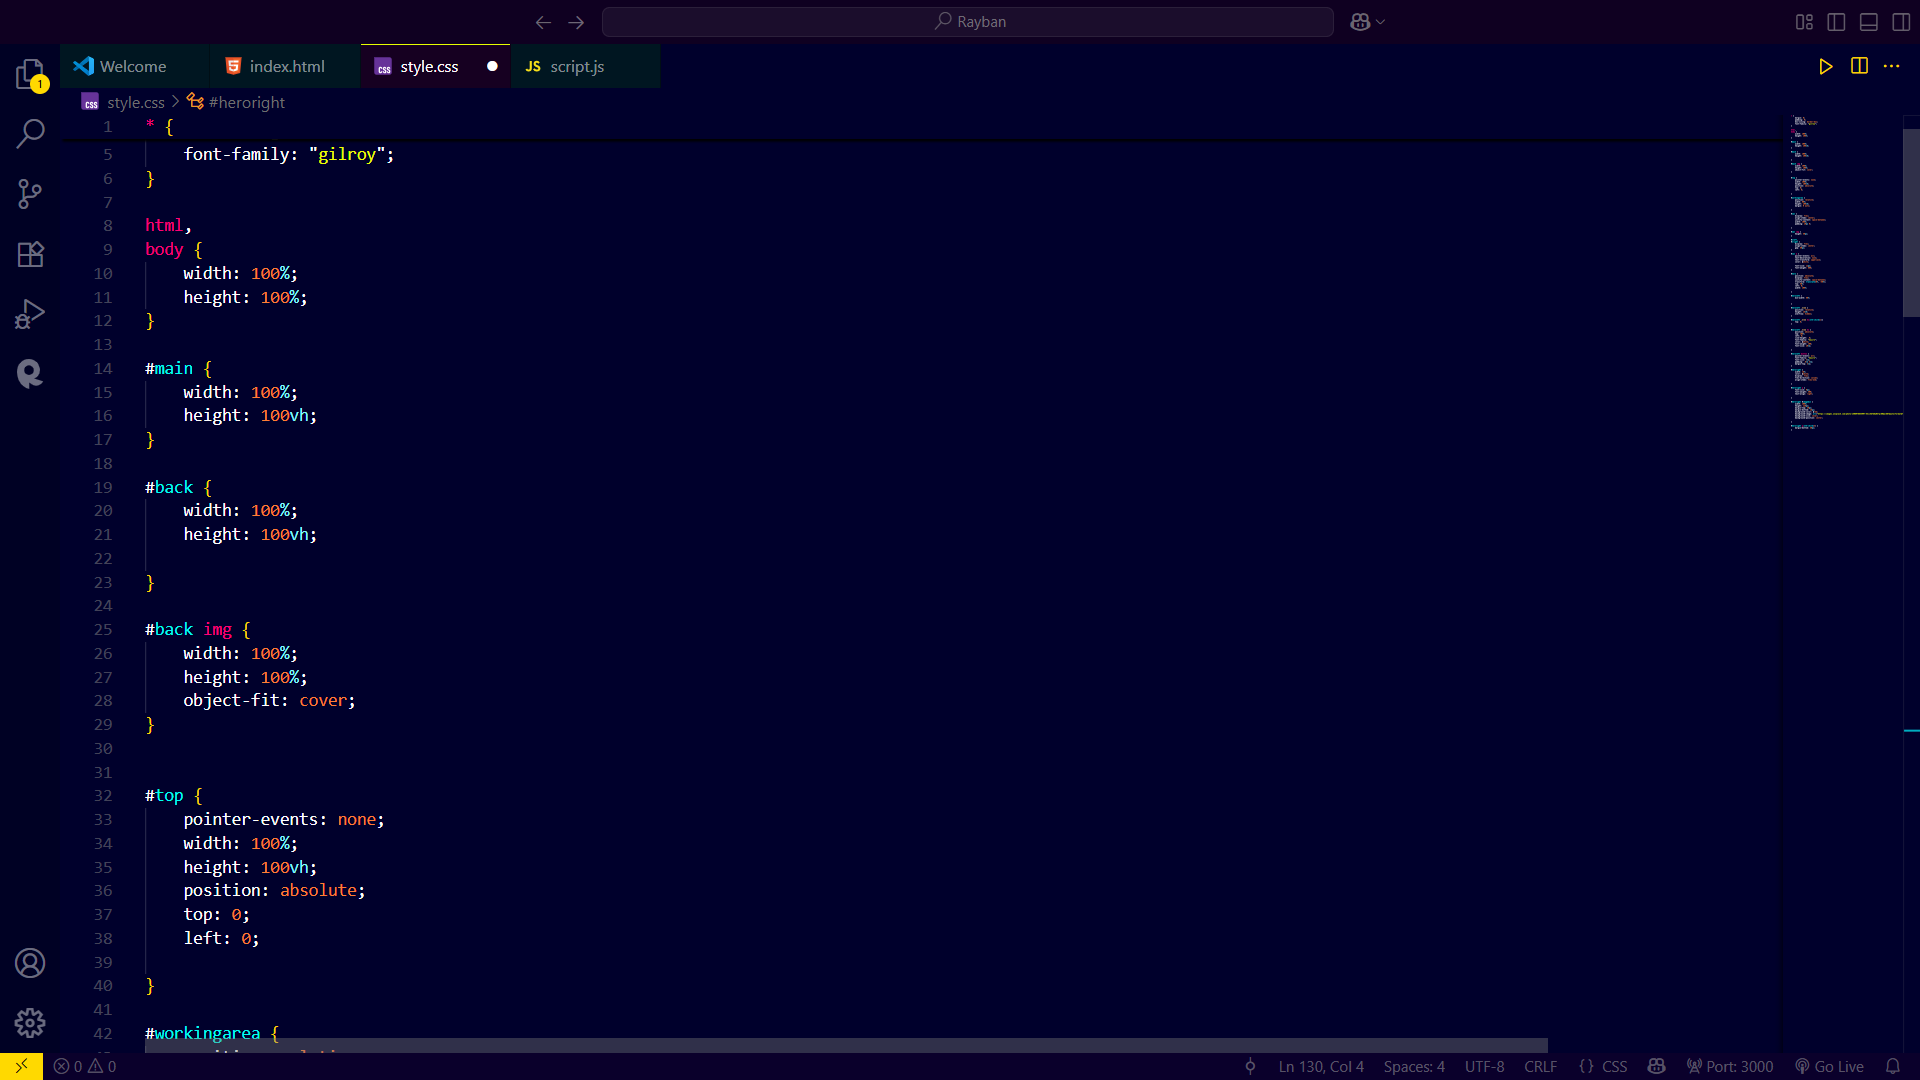 Rayban
Welcome
index.html
style.css
JS script.js
1
style.css > #heroright
1 * {
5 font-family: "gilroy";
6 }
7
8 html,
9 body {
10 width: 100%;
11 height: 100%;
12 }
13
14 #main {
15 width: 100%;
16 height: 100vh;
17 }
18
19 #back {
20 width: 100%;
21 height: 100vh;
22
23 }
24
25 #back img {
26 width: 100%;
27 height: 100%;
28 object-fit: cover;
29 }
30
31
32 #top {
33 pointer-events: none;
34 width: 100%;
35 height: 100vh;
36 position: absolute;
37 top: 0;
38 left: 0;
39
40 }
41
42 #workingarea {
0 0 Ln 130, Col 4 Spaces: 4 UTF-8 CRLF {} CSS Port: 3000 Go Live